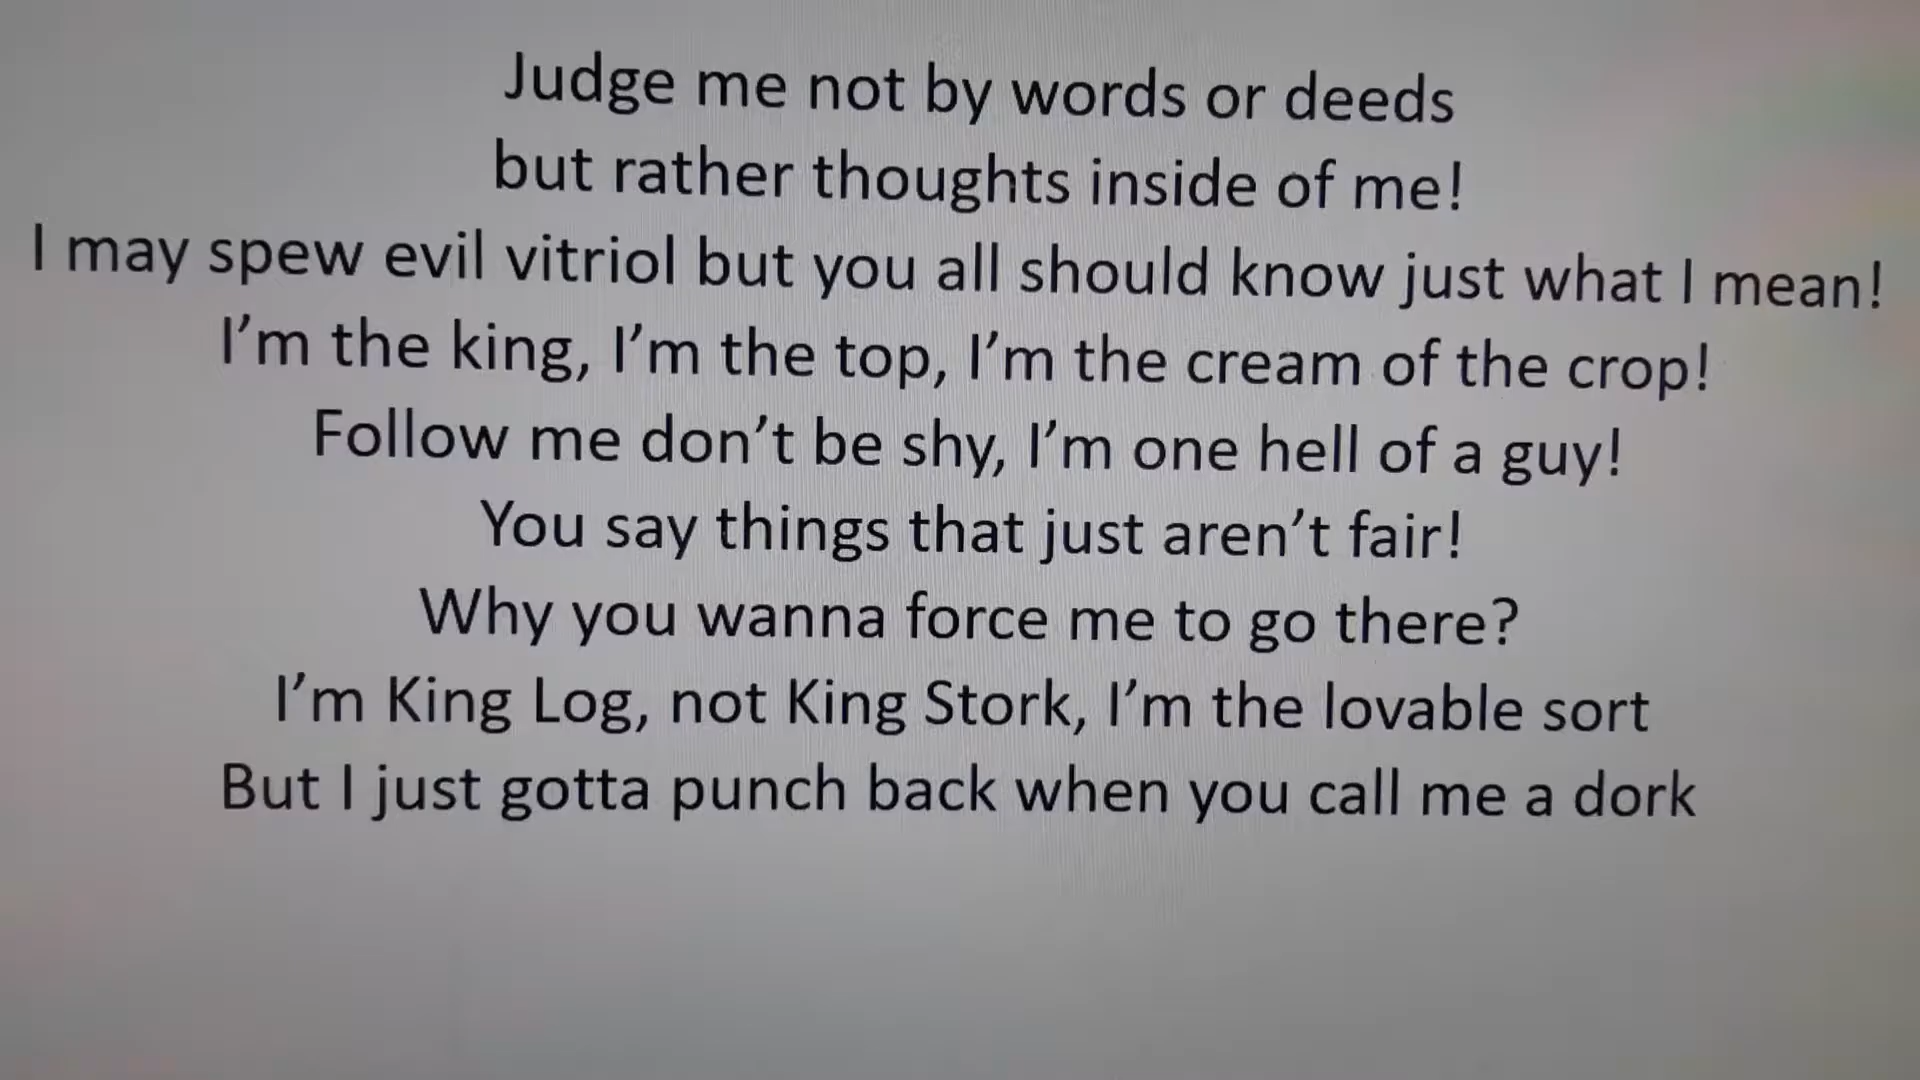 Judge me not by words or deeds
but rather thoughts inside of me!
I may spew evil vitriol but you all should know just what I mean!
I’m the king, I’m the top, I’m the cream of the crop!
Follow me don’t be shy, I’m one hell of a guy!
You say things that just aren’t fair!
Why you wanna force me to go there?
I’m King Log, not King Stork, I’m the lovable sort
But I just gotta punch back when you call me a dork